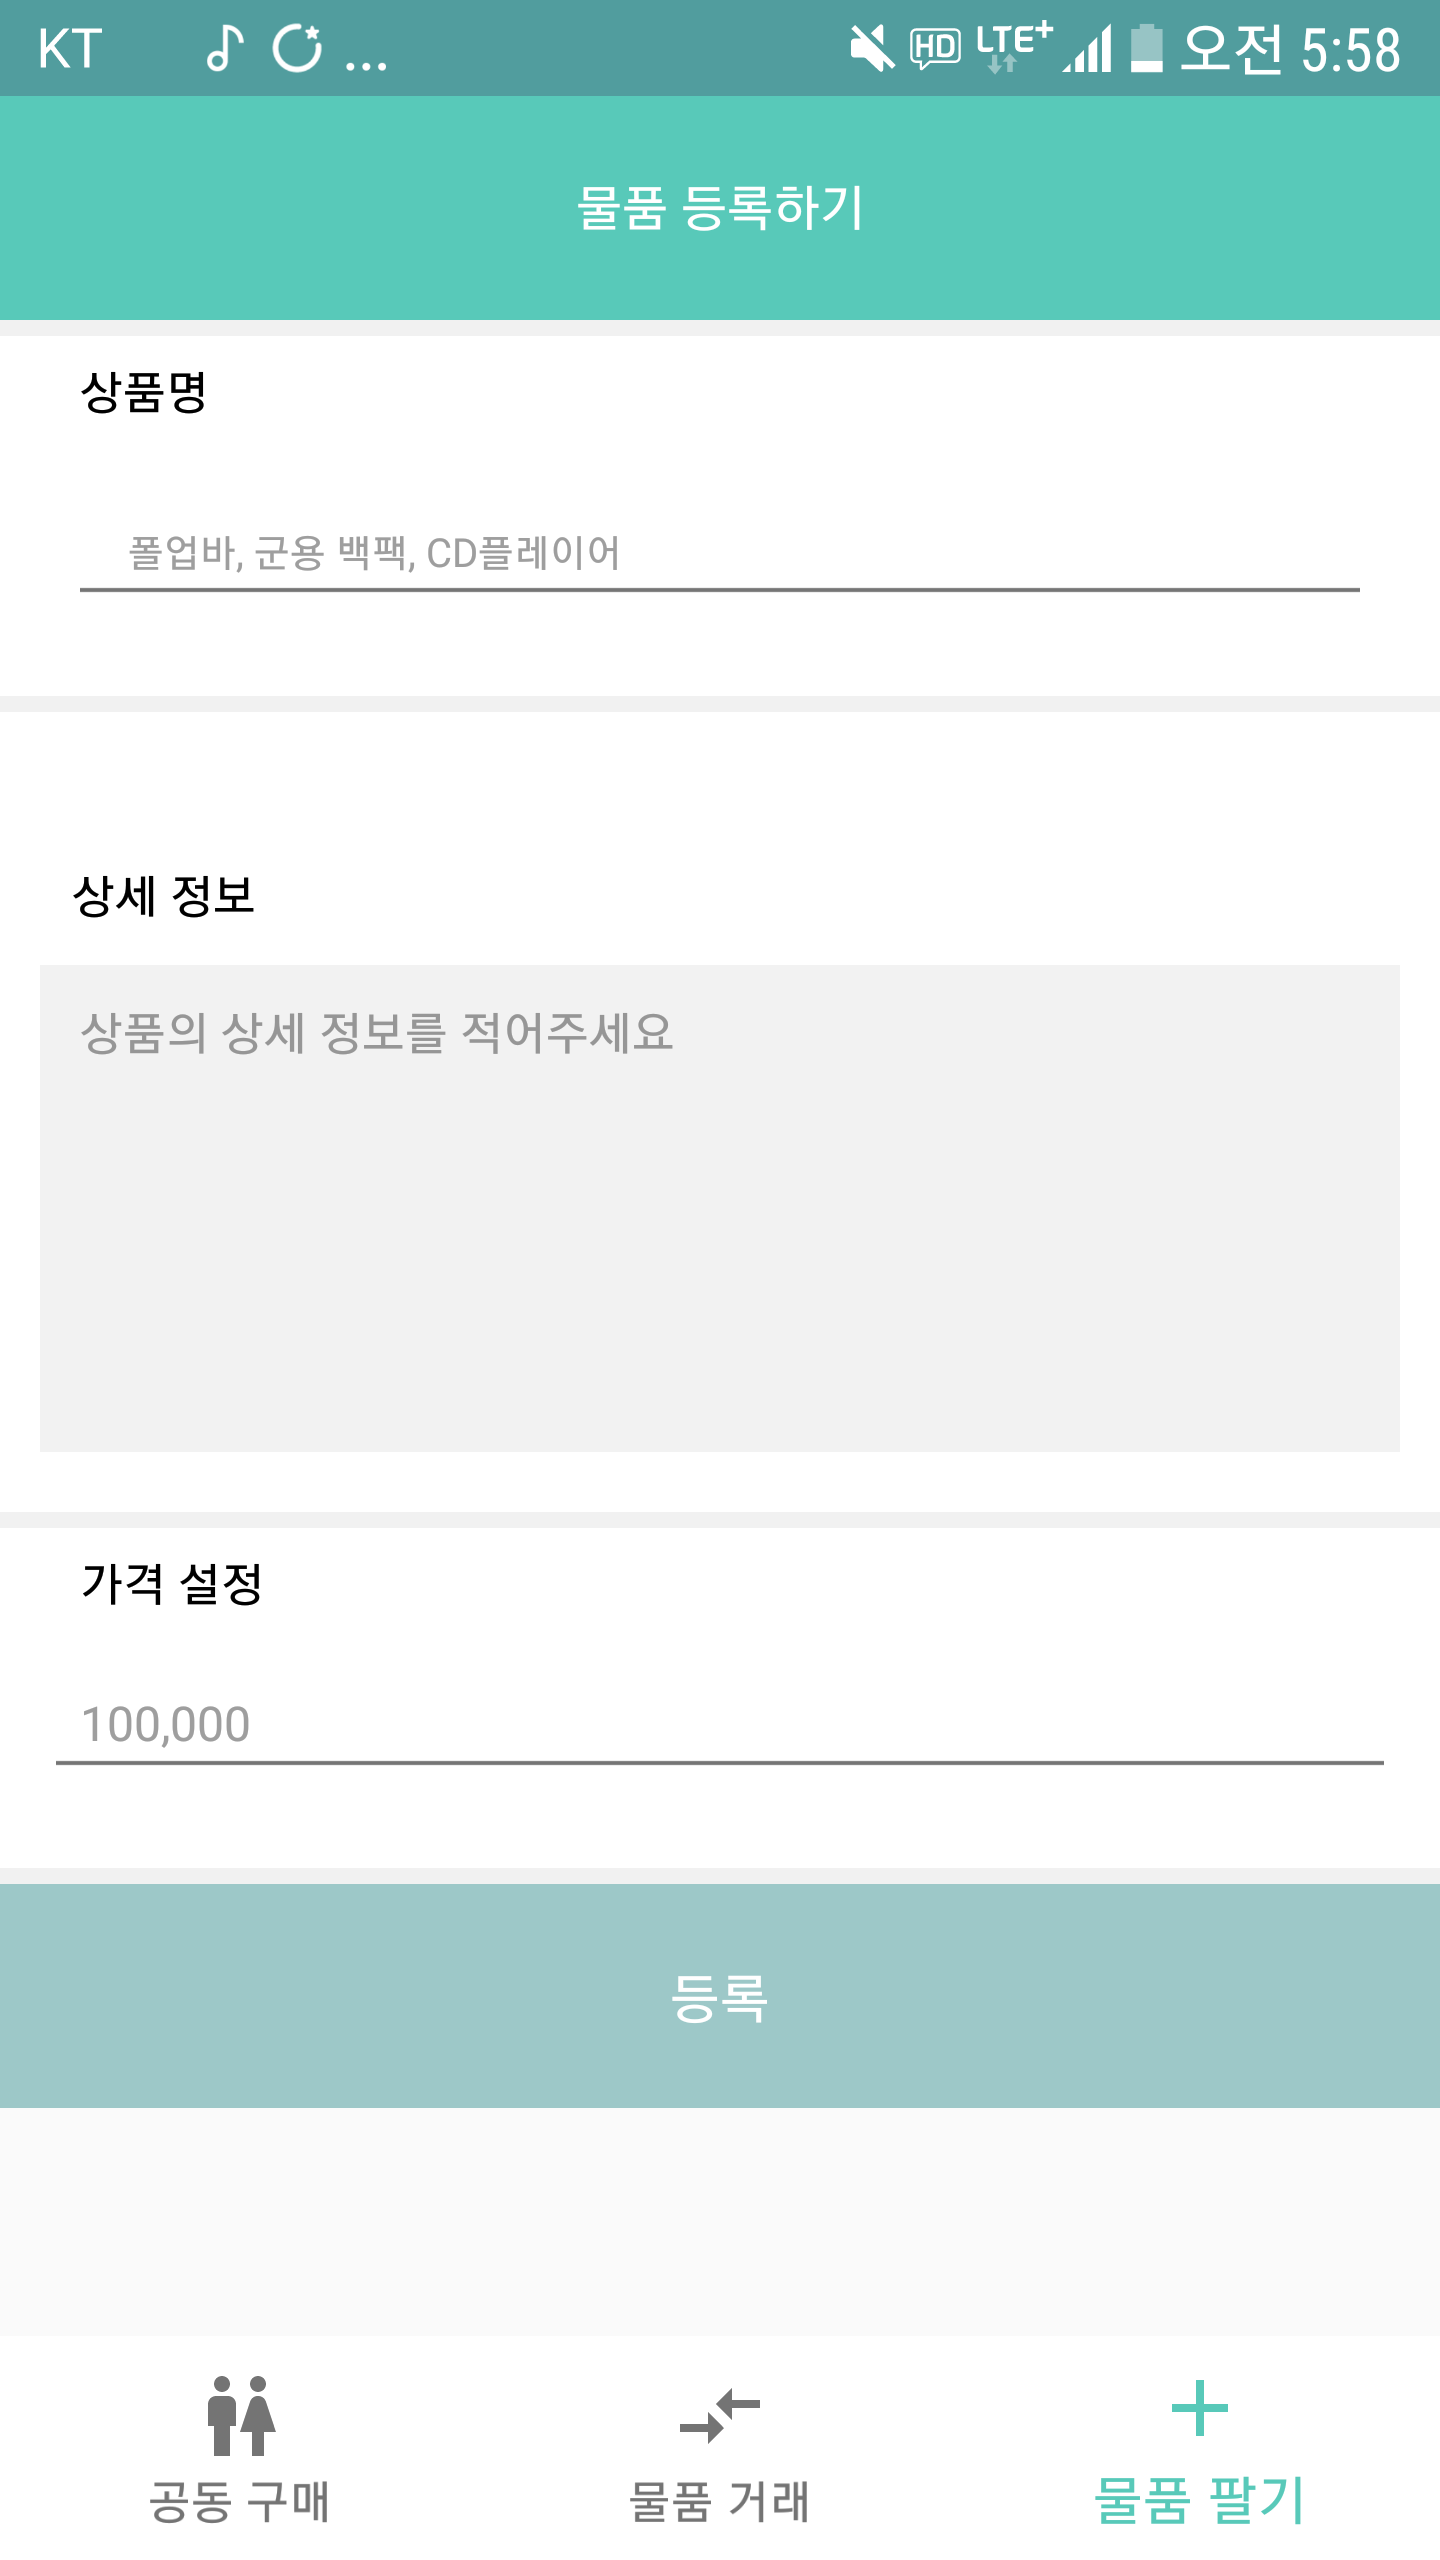 KT ... HD LTE+ 오전 5:58
물품 등록하기
상품명
폴업바, 군용 백팩, CD플레이어
상세 정보
상품의 상세 정보를 적어주세요
가격 설정
100,000
등록
공동 구매 물품 거래 물품 팔기